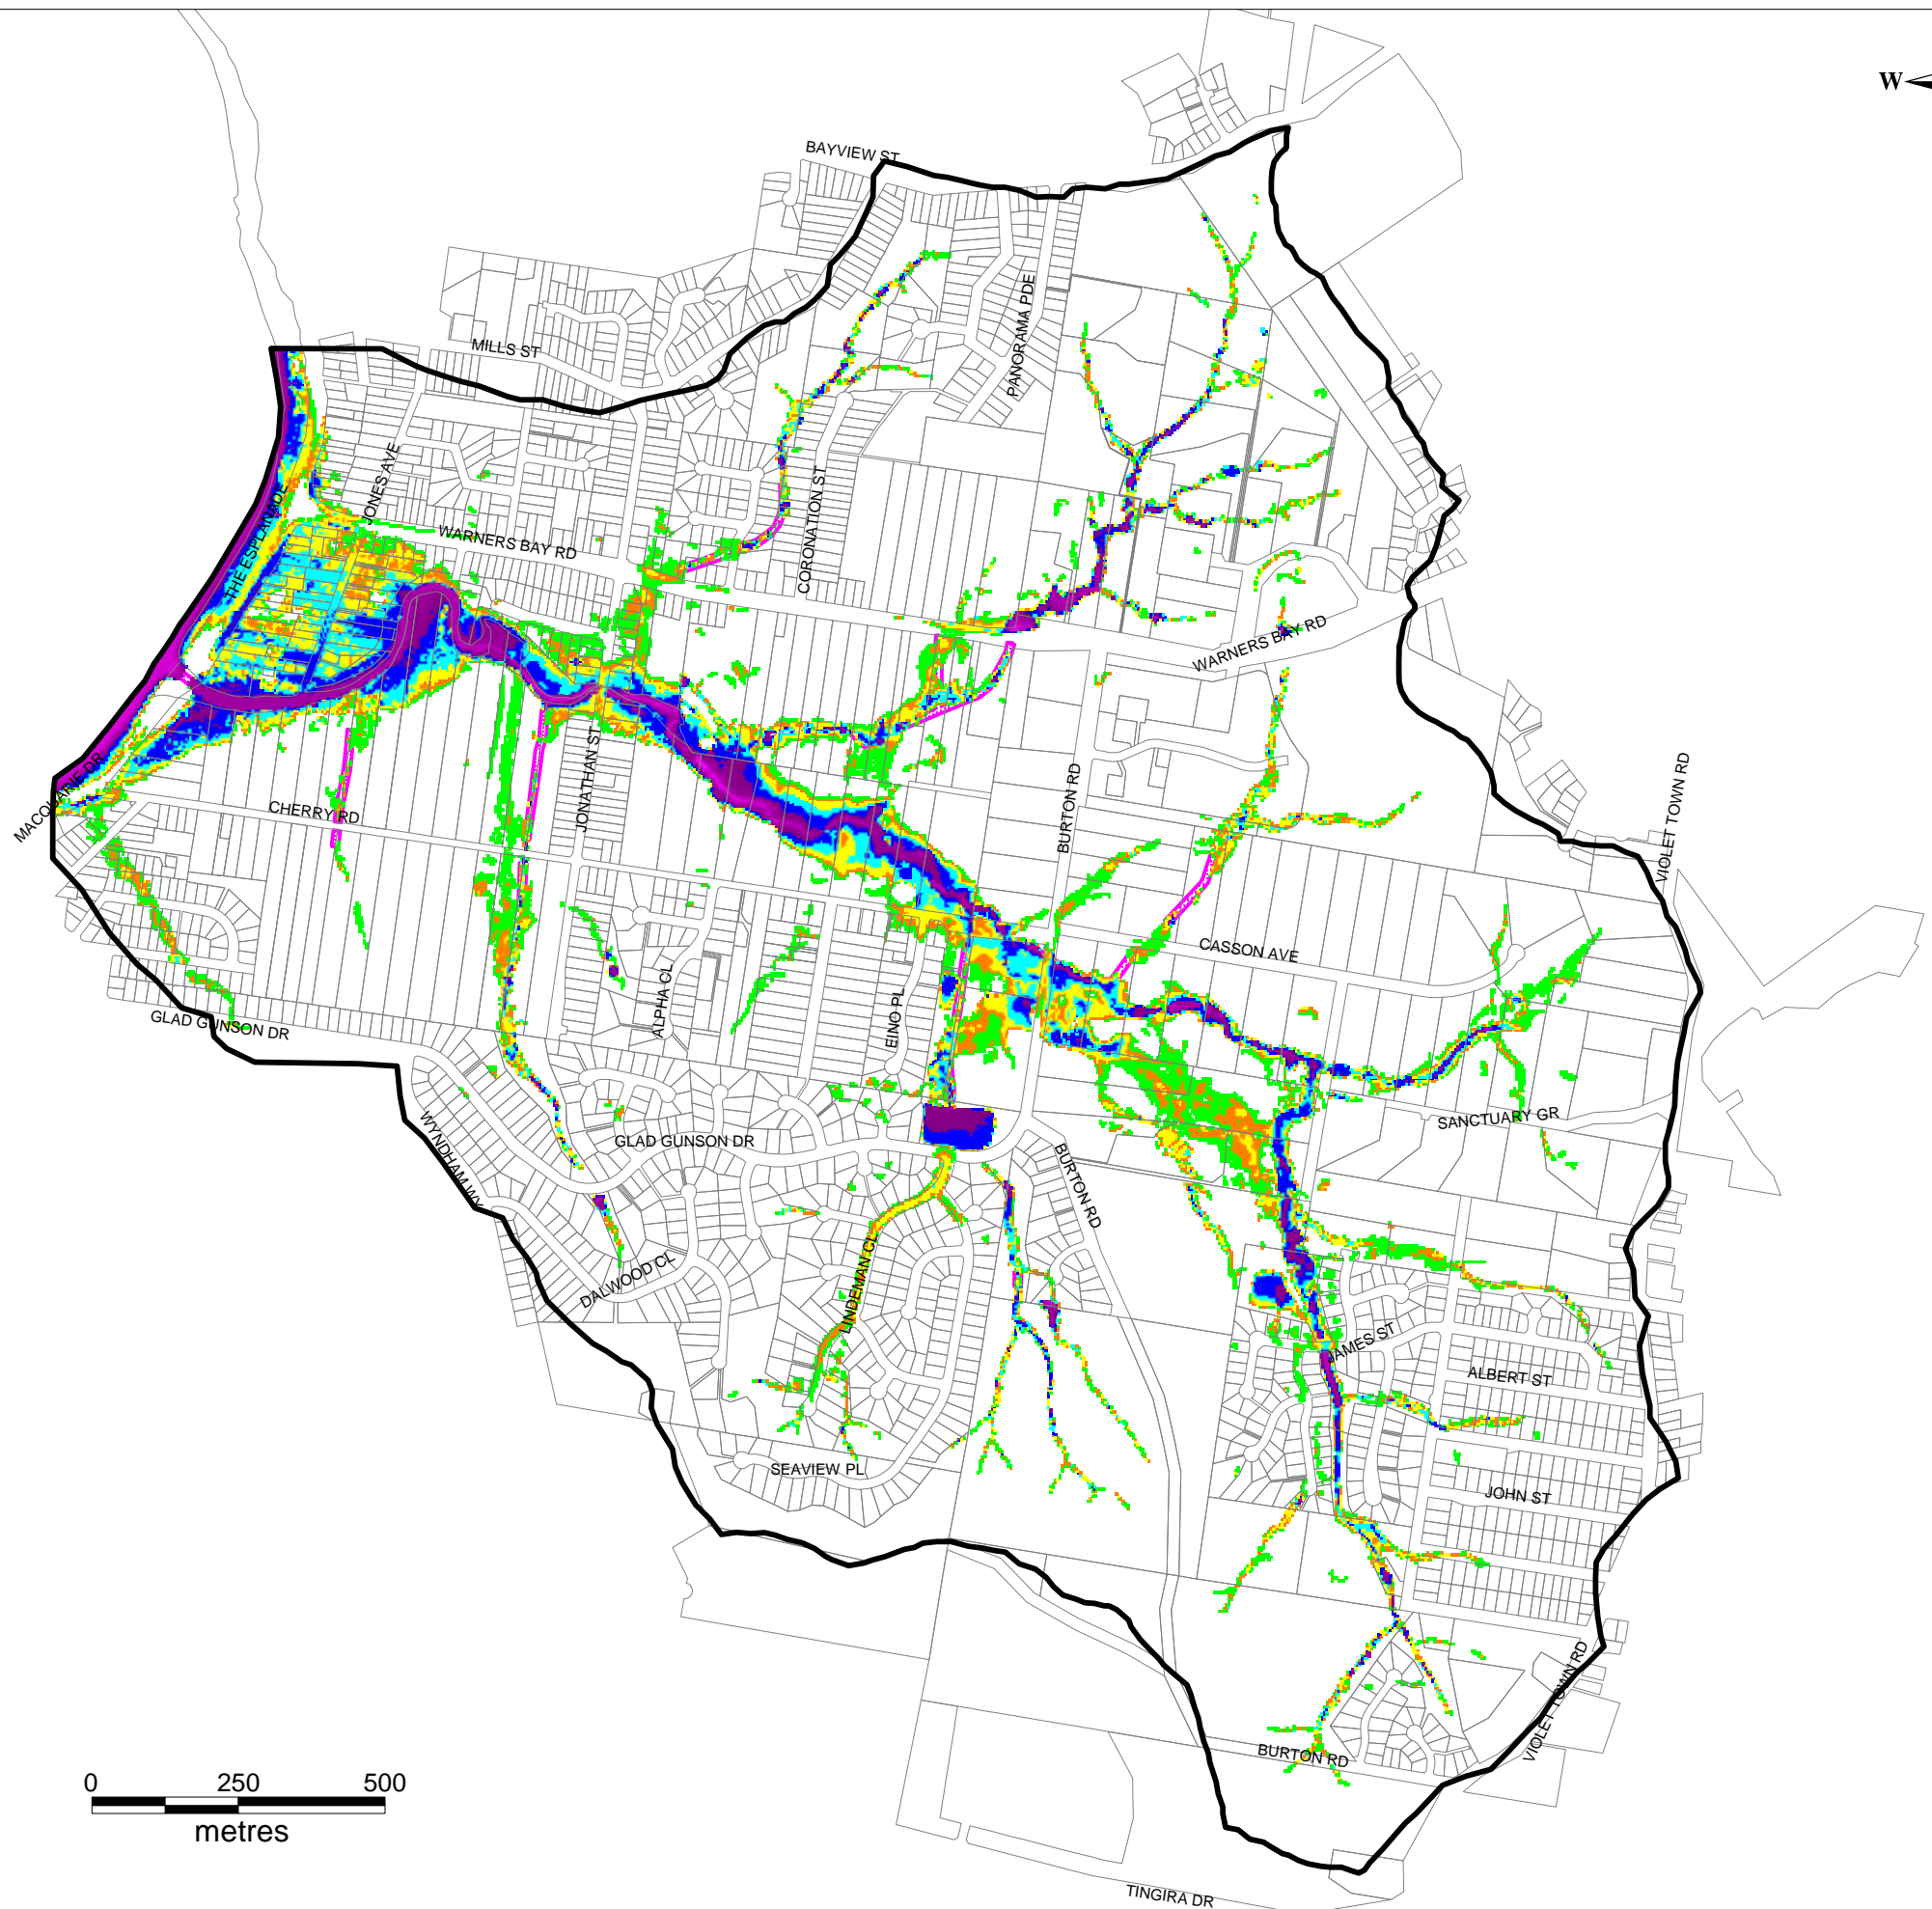 W
BAYVIEW ST
MILLS ST
PANORAMA PDE
JONES AVE
THE ESPLANADE
WARNERS BAY RD
CORONATION ST
WARNERS BAY RD
MACQUARIE DR
CHERRY RD
JONATHAN ST
BURTON RD
VIOLET TOWN RD
CASSON AVE
ALPHA CL
EINO PL
GLAD GUNSON DR
SANCTUARY GR
WYNDHAM WY
GLAD GUNSON DR
BURTON RD
DALWOOD CL
LINDEMAN CL
JAMES ST
ALBERT ST
SEAVIEW PL
JOHN ST
VIOLET TOWN RD
BURTON RD
0 250 500
metres
TINGIRA DR